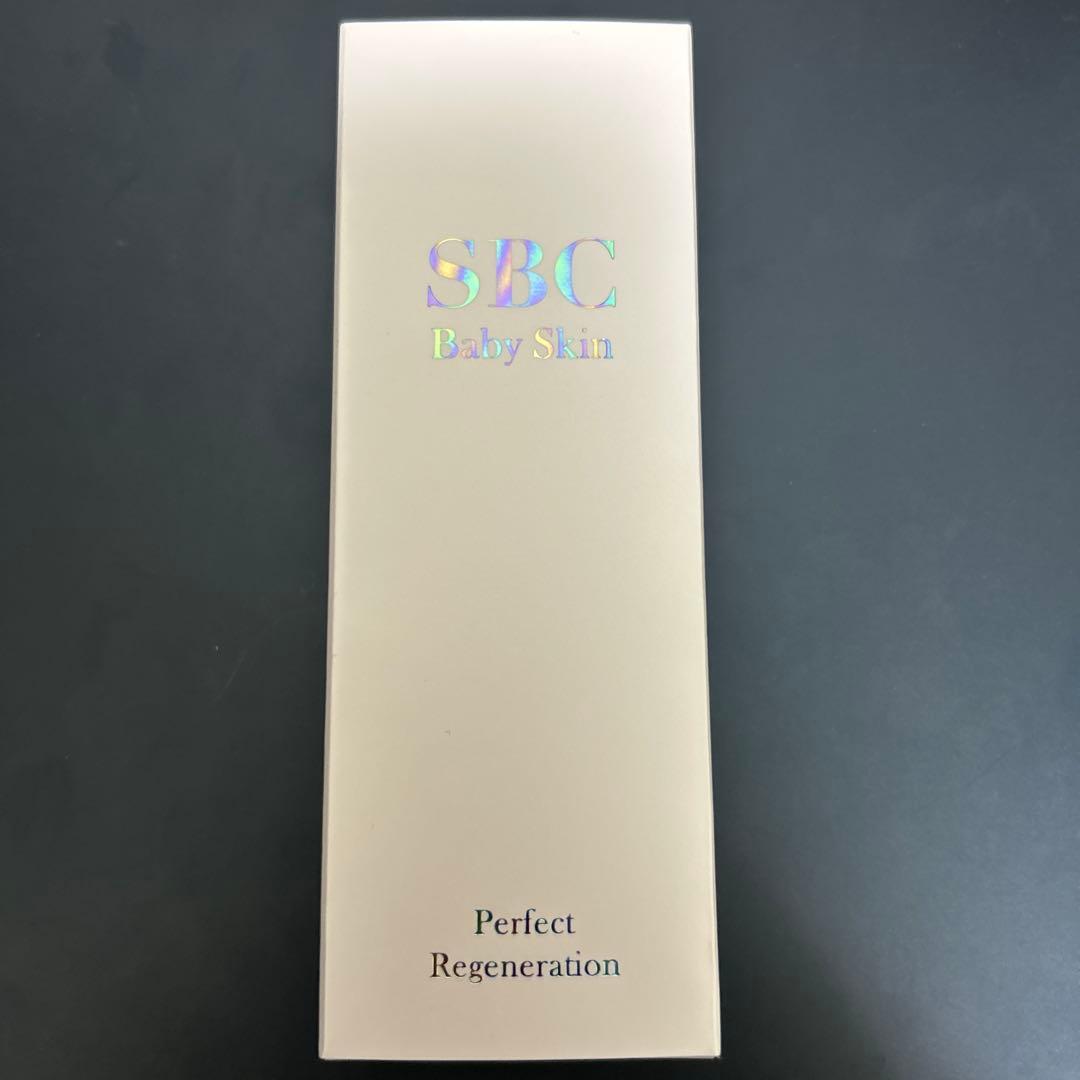 SBC
Baby Skin
Perfect
Regeneration